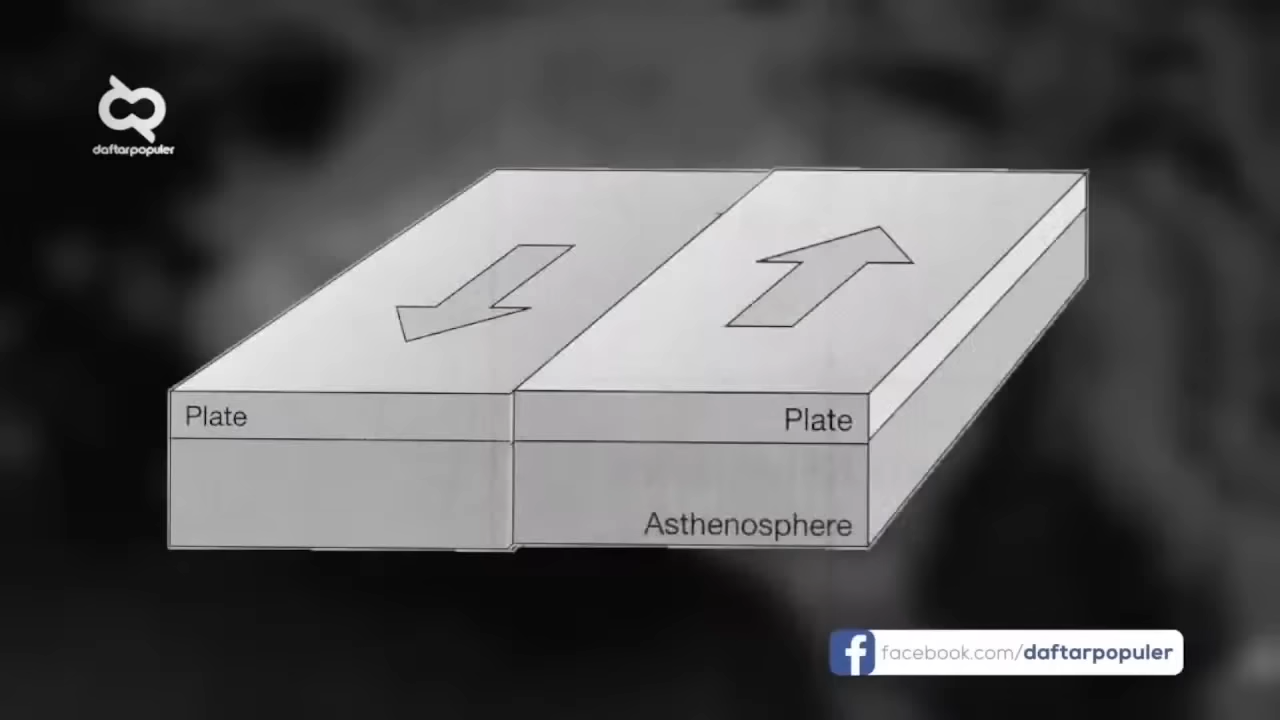 daftarpopuler
Plate
Plate
Asthenosphere
facebook.com/daftarpopuler